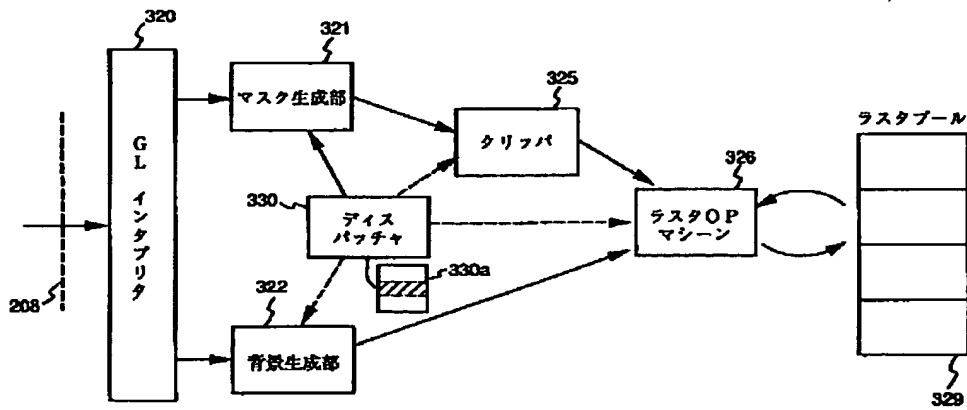 320
321
マスク生成部
325
クリッパ
ラスタプール
GL インタプリタ
326
330
ディス
パッチャ
ラスタOP
マシーン
330a
208
322
背景生成部
329